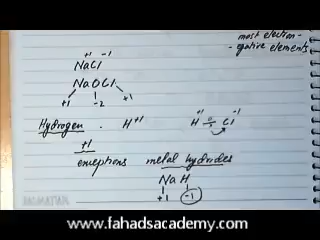 most electro-
- gative elements
+1 -1
NaCl
NaOCl
+1 -2 +1
Hydrogen - H+1
+1 -1
H Cl
+1
exceptions metal hydrides
NaH
+1 -1
www.fahadsacademy.com